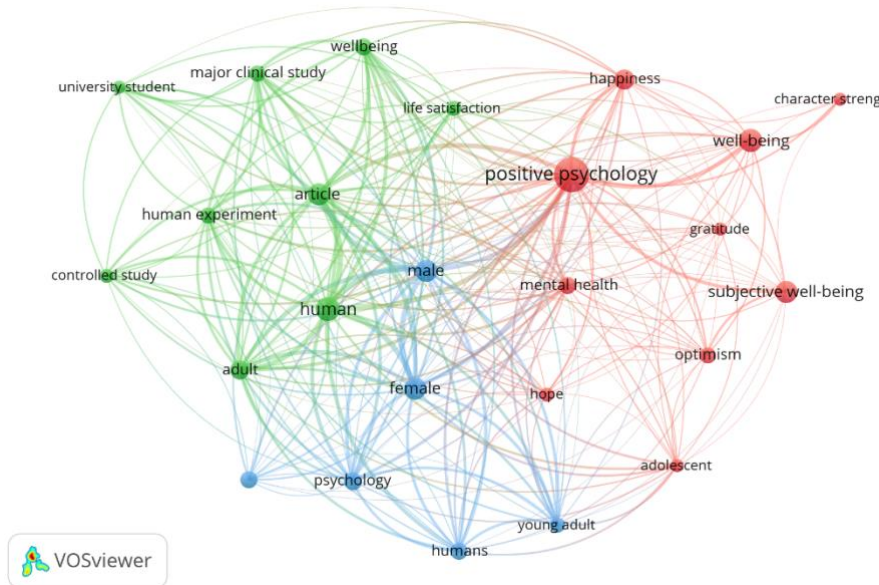 wellbeing
major clinical study
university student
life satisfaction
happiness
character streng
well-being
positive psychology
article
human experiment
gratitude
controlled study
male
mental health
subjective well-being
human
optimism
adult
female
hope
adolescent
psychology
young adult
humans
VOSviewer